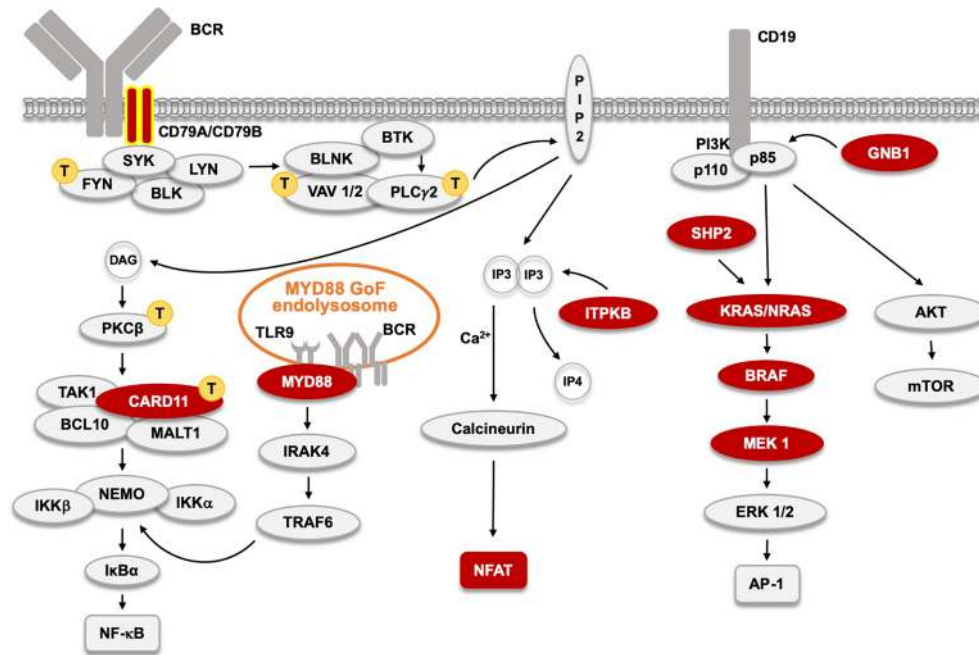 BCR
CD19
P
I
P
2
CD79A/CD79B
BTK
SYK
LYN
BLNK
PI3K
p85
GNB1
T
FYN
BLK
T
VAV 1/2
PLCγ2
T
p110
SHP2
DAG
MYD88 GoF
endolysosome
IP3
IP3
PKCβ
T
TLR9
BCR
ITPKB
KRAS/NRAS
AKT
Ca2+
MYD88
TAK1
CARD11
T
IP4
BRAF
mTOR
BCL10
MALT1
IRAK4
Calcineurin
MEK 1
IKKβ
NEMO
IKKα
TRAF6
ERK 1/2
IκBα
NFAT
AP-1
NF-κB